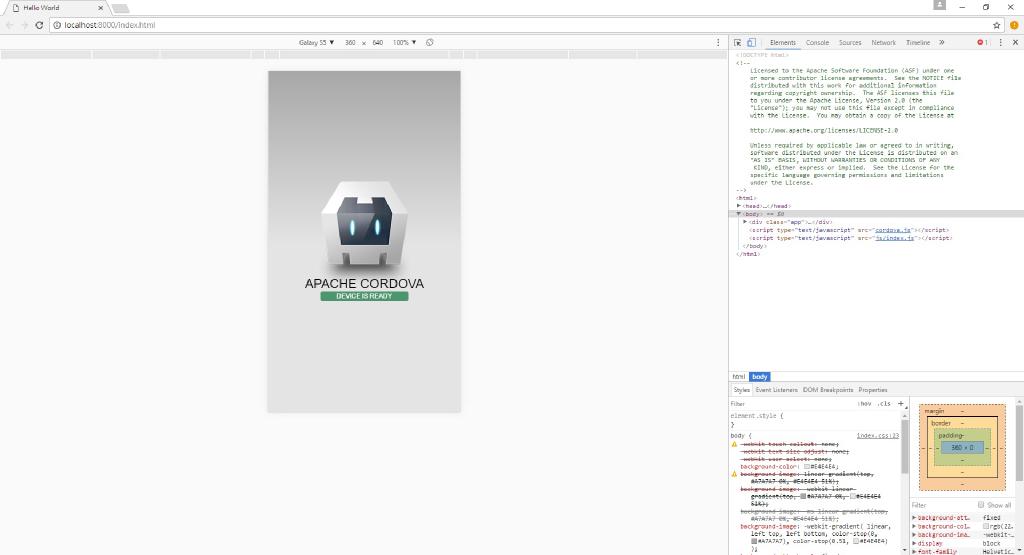 Hello World
localhost:8000/index.html
Galaxy S5 ▼ 360 × 640 100% ▼
APACHE CORDOVA
DEVICE IS READY
Elements Console Sources Network Timeline » 1
<!DOCTYPE html>
<!--
Licensed to the Apache Software Foundation (ASF) under one
or more contributor license agreements. See the NOTICE file
distributed with this work for additional information
regarding copyright ownership. The ASF licenses this file
to you under the Apache License, Version 2.0 (the
"License"); you may not use this file except in compliance
with the License. You may obtain a copy of the License at
http://www.apache.org/licenses/LICENSE-2.0
Unless required by applicable law or agreed to in writing,
software distributed under the License is distributed on an
"AS IS" BASIS, WITHOUT WARRANTIES OR CONDITIONS OF ANY
KIND, either express or implied. See the License for the
specific language governing permissions and limitations
under the License.
-->
<html>
▶<head>…</head>
▼<body> == $0
▶<div class="app">…</div>
<script type="text/javascript" src="cordova.js"></script>
<script type="text/javascript" src="js/index.js"></script>
</body>
</html>
html body
Styles Event Listeners DOM Breakpoints Properties
Filter :hov .cls +
element.style {
}
body { index.css:23
-webkit-touch-callout: none;
-webkit-text-size-adjust: none;
-webkit-user-select: none;
background-color: #E4E4E4;
background-image: linear-gradient(top,
#A7A7A7 0%, #E4E4E4 51%);
background-image: -webkit-linear-
gradient(top, #A7A7A7 0%, #E4E4E4
51%);
background-image: -ms-linear-gradient(top,
#A7A7A7 0%, #E4E4E4 51%);
background-image: -webkit-gradient( linear,
left top, left bottom, color-stop(0,
#A7A7A7), color-stop(0.51, #E4E4E4)
);
margin –
border –
padding-
360 × 0
Filter Show all
▶ background-att… fixed
▶ background-col… rgb(22…
▶ background-ima… -webkit-…
▶ display block
▶ font-family Helvetic…